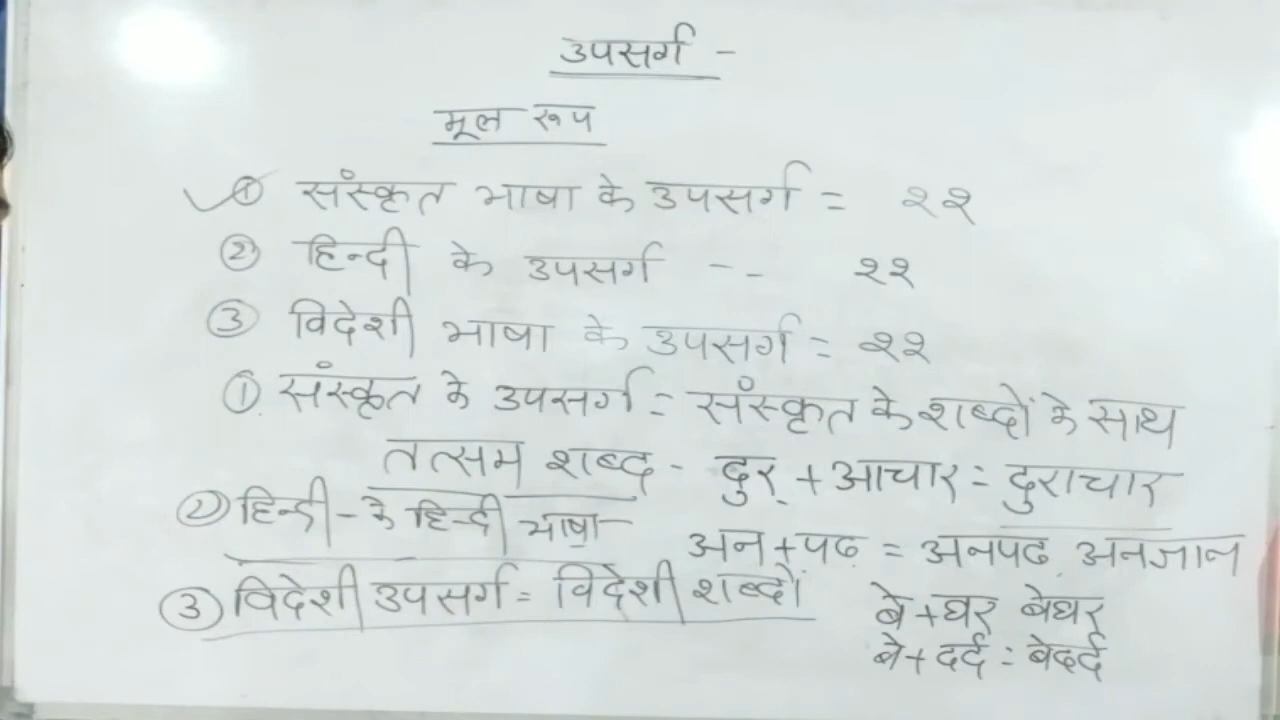 उपसर्ग -
मूल रूप
① संस्कृत भाषा के उपसर्ग = २२
② हिन्दी के उपसर्ग -- २२
③ विदेशी भाषा के उपसर्ग = २२
① संस्कृत के उपसर्ग = संस्कृत के शब्दों के साथ
तत्सम शब्द - दुर् + आचार = दुराचार
② हिन्दी - के हिन्दी भाषा
अन + पढ़ = अनपढ़ अनजान
③ विदेशी उपसर्ग = विदेशी शब्दों
बे + घर बेघर
बे + दर्द = बेदर्द